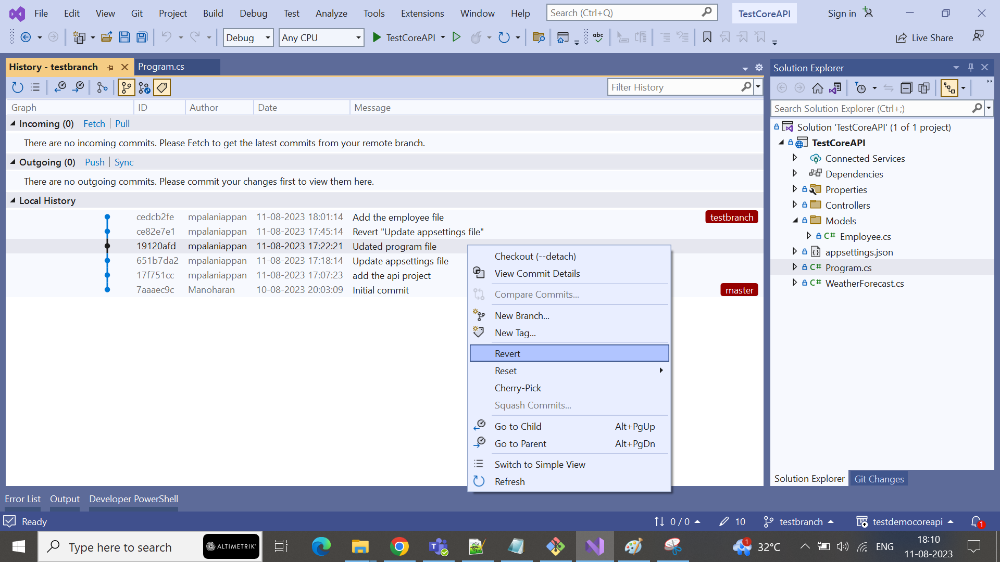 File Edit View Git Project Build Debug Test Analyze Tools Extensions Window Help Search (Ctrl+Q) TestCoreAPI Sign in
Debug Any CPU TestCoreAPI abc Live Share
History - testbranch Program.cs
Filter History
Graph ID Author Date Message
Incoming (0) Fetch Pull
There are no incoming commits. Please Fetch to get the latest commits from your remote branch.
Outgoing (0) Push Sync
There are no outgoing commits. Please commit your changes first to view them here.
Local History
cedcb2fe mpalaniappan 11-08-2023 18:01:14 Add the employee file testbranch
ce82e7e1 mpalaniappan 11-08-2023 17:45:14 Revert "Update appsettings file"
19120afd mpalaniappan 11-08-2023 17:22:21 Udated program file
651b7da2 mpalaniappan 11-08-2023 17:18:14 Update appsettings file
17f751cc mpalaniappan 11-08-2023 17:07:23 add the api project
7aaaec9c Manoharan 10-08-2023 20:03:09 Initial commit master
Checkout (--detach)
View Commit Details
Compare Commits...
New Branch...
New Tag...
Revert
Reset
Cherry-Pick
Squash Commits...
Go to Child Alt+PgUp
Go to Parent Alt+PgDn
Switch to Simple View
Refresh
Solution Explorer
Search Solution Explorer (Ctrl+;)
Solution 'TestCoreAPI' (1 of 1 project)
TestCoreAPI
Connected Services
Dependencies
Properties
Controllers
Models
C# Employee.cs
appsettings.json
C# Program.cs
C# WeatherForecast.cs
Solution Explorer Git Changes
Error List Output Developer PowerShell
Ready 0 / 0 10 testbranch testdemocoreapi 1
Type here to search ALTIMETRIK 1 32°C ENG 18:10
11-08-2023